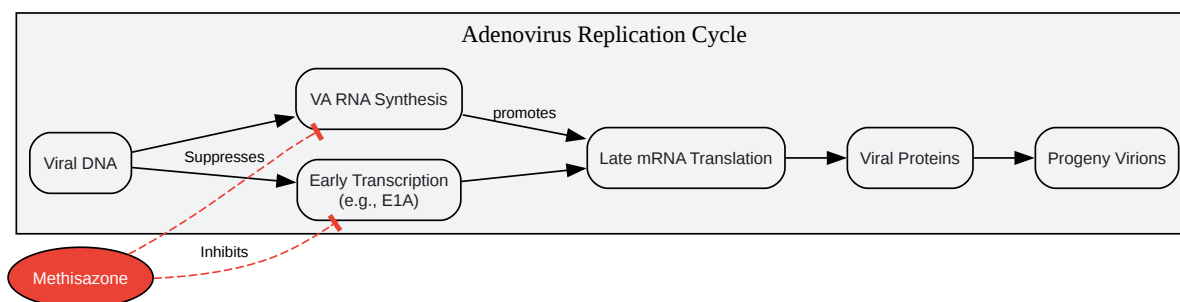 Adenovirus Replication Cycle
VA RNA Synthesis
promotes
Viral DNA
Suppresses
Early Transcription
(e.g., E1A)
Late mRNA Translation
Viral Proteins
Progeny Virions
Inhibits
Methisazone